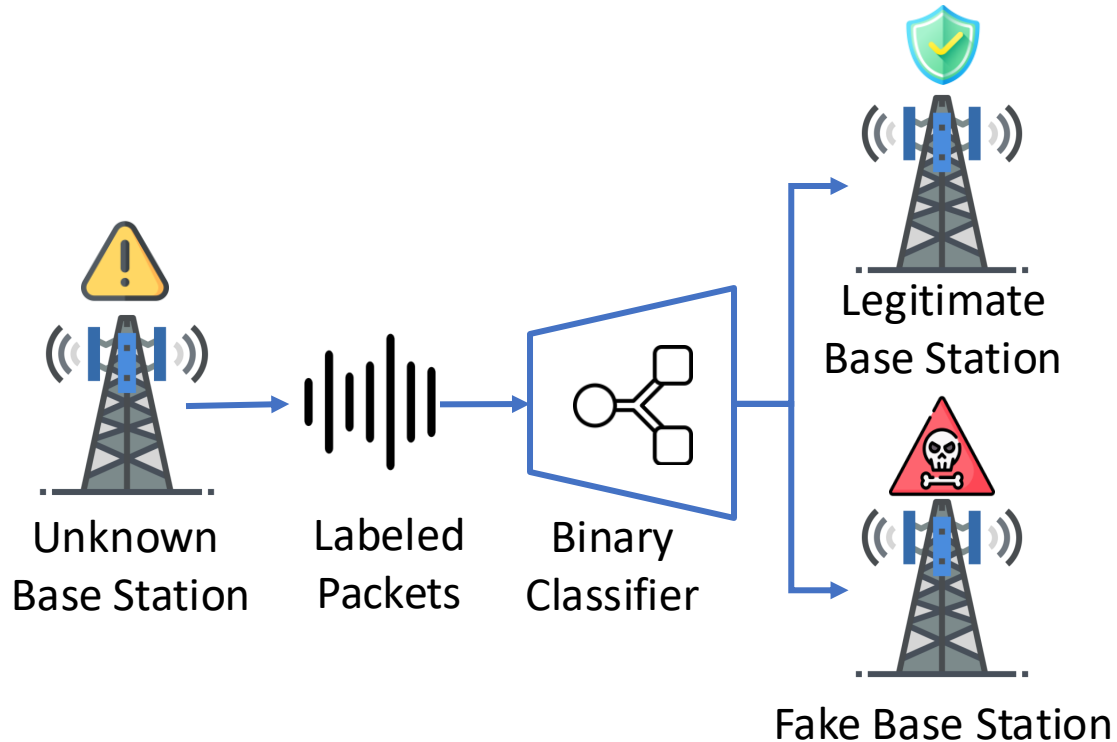 Unknown
Base Station
Labeled
Packets
Binary
Classifier
Legitimate
Base Station
Fake Base Station